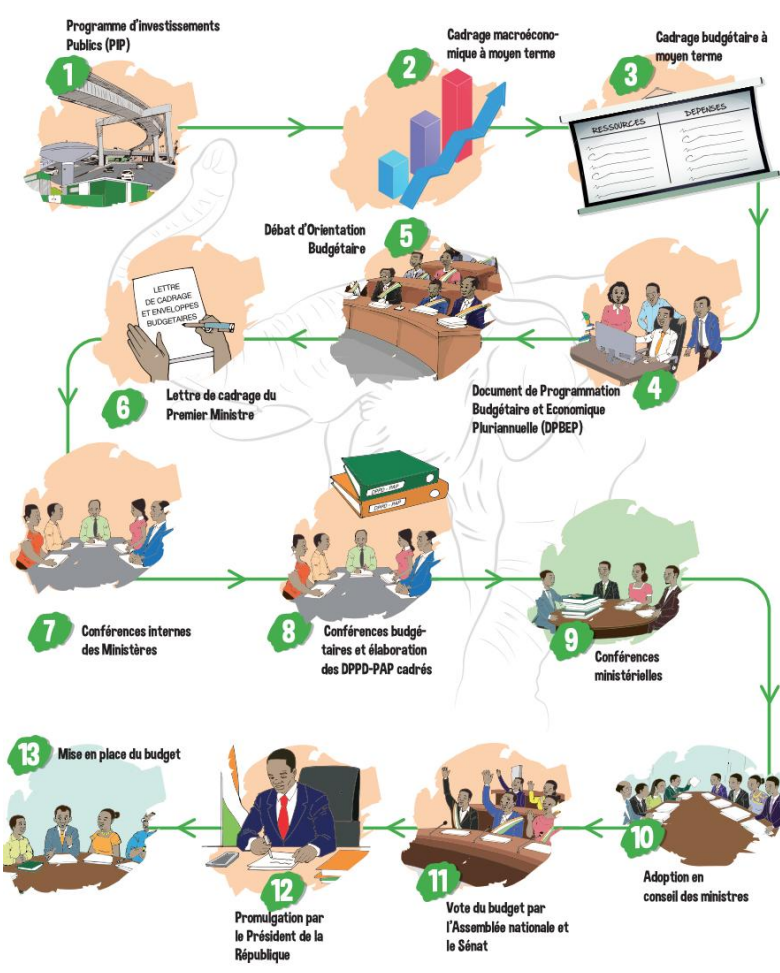 Programme d'investissements
Publics (PIP)
1
Cadrage macroécono-
mique à moyen terme
2
Cadrage budgétaire à
moyen terme
3
RESSOURCES
DEPENSES
Débat d'Orientation
Budgétaire
5
LETTRE
DE CADRAGE
ET ENVELOPPES
BUDGETAIRES
6
Lettre de cadrage du
Premier Ministre
4
Document de Programmation
Budgétaire et Economique
Pluriannuelle (DPBEP)
7
Conférences internes
des Ministères
DPPD - PAP
DPPD - PAP
8
Conférences budgé-
taires et élaboration
des DPPD-PAP cadrés
9
Conférences
ministérielles
13
Mise en place du budget
12
Promulgation par
le Président de la
République
11
Vote du budget par
l'Assemblée nationale et
le Sénat
10
Adoption en
conseil des ministres